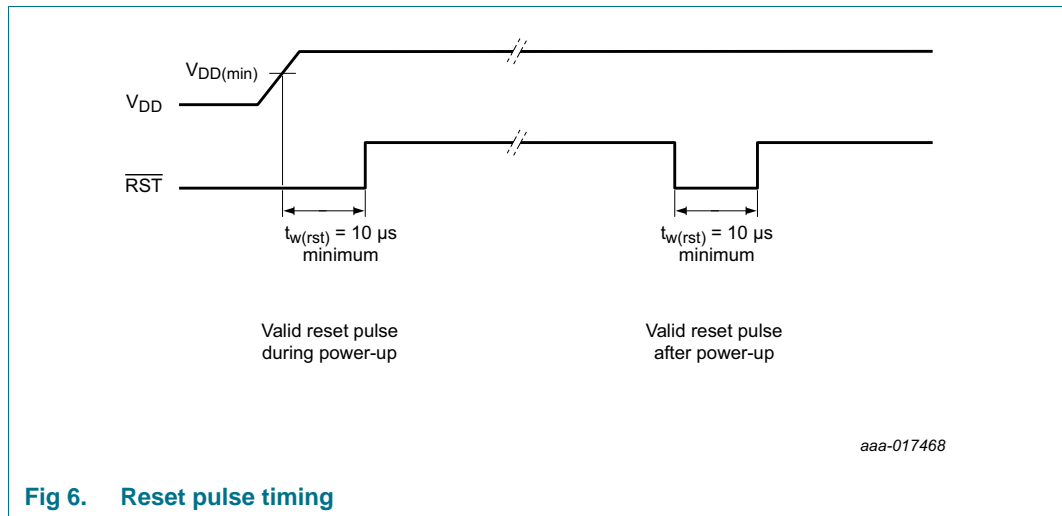 VDD(min)
VDD
RST
tw(rst) = 10 µs
minimum
tw(rst) = 10 µs
minimum
Valid reset pulse
during power-up
Valid reset pulse
after power-up
aaa-017468
Fig 6. Reset pulse timing